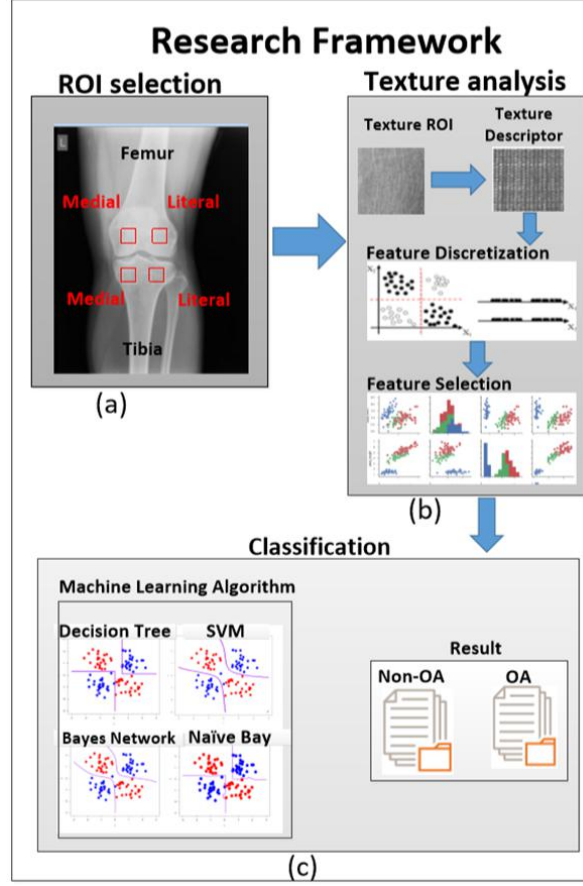 Research Framework
ROI selection
Texture analysis
L
Femur
Medial Literal
Medial Literal
Tibia
(a)
Texture ROI
Texture
Descriptor
Feature Discretization
Feature Selection
(b)
Classification
Machine Learning Algorithm
Decision Tree SVM
Bayes Network Naïve Bay
Result
Non-OA OA
(c)